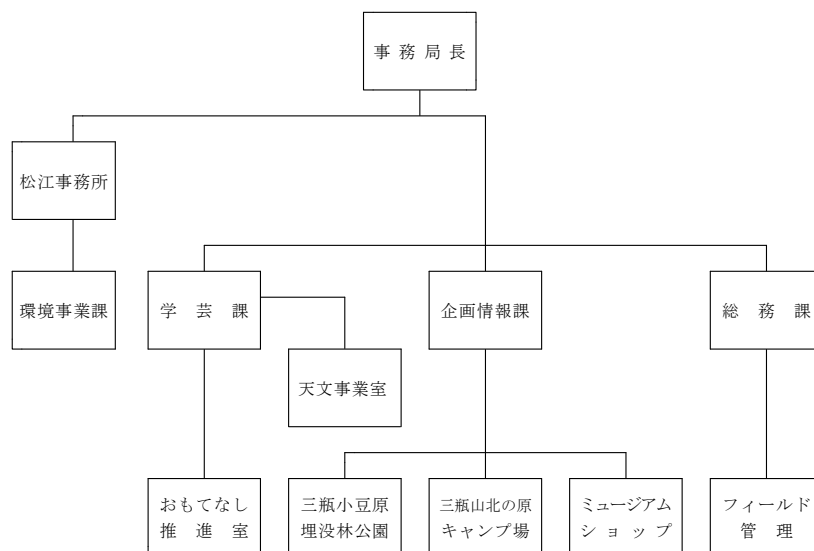 事務局長
松江事務所
環境事業課
学芸課
企画情報課
総務課
天文事業室
おもてなし
推進室
三瓶小豆原
埋没林公園
三瓶山北の原
キャンプ場
ミュージアム
ショップ
フィールド
管理